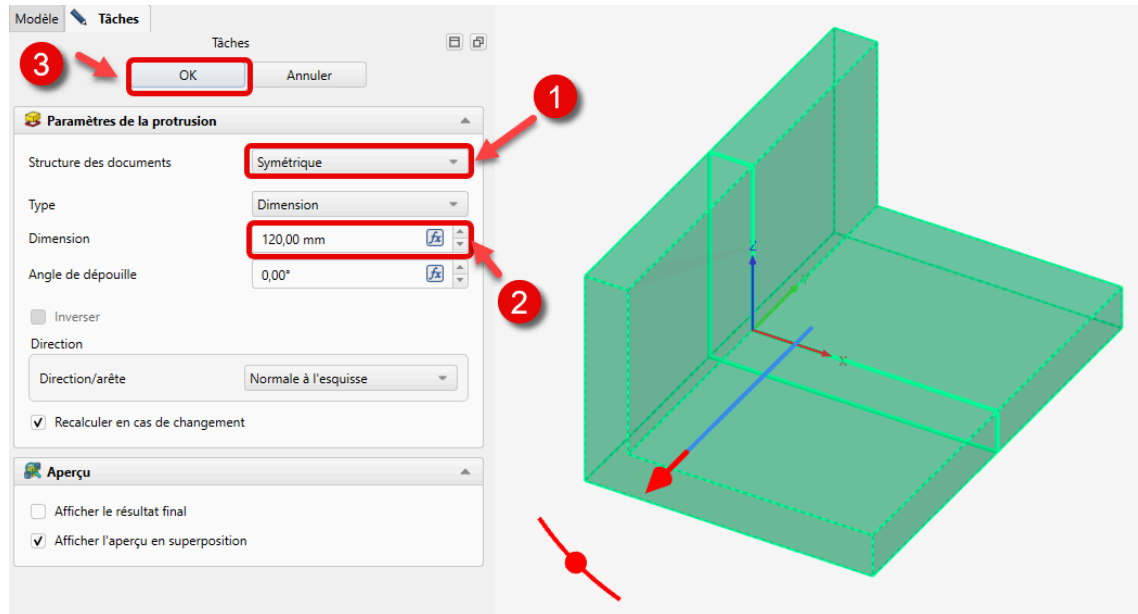 Modèle Tâches
Tâches
3
OK Annuler
1
Paramètres de la protrusion
Structure des documents Symétrique
Type Dimension
Dimension 120,00 mm fx
2
Angle de dépouille 0,00° fx
Inverser
Direction
Direction/arête Normale à l'esquisse
Recalculer en cas de changement
Aperçu
Afficher le résultat final
Afficher l'aperçu en superposition
Z
Y
X